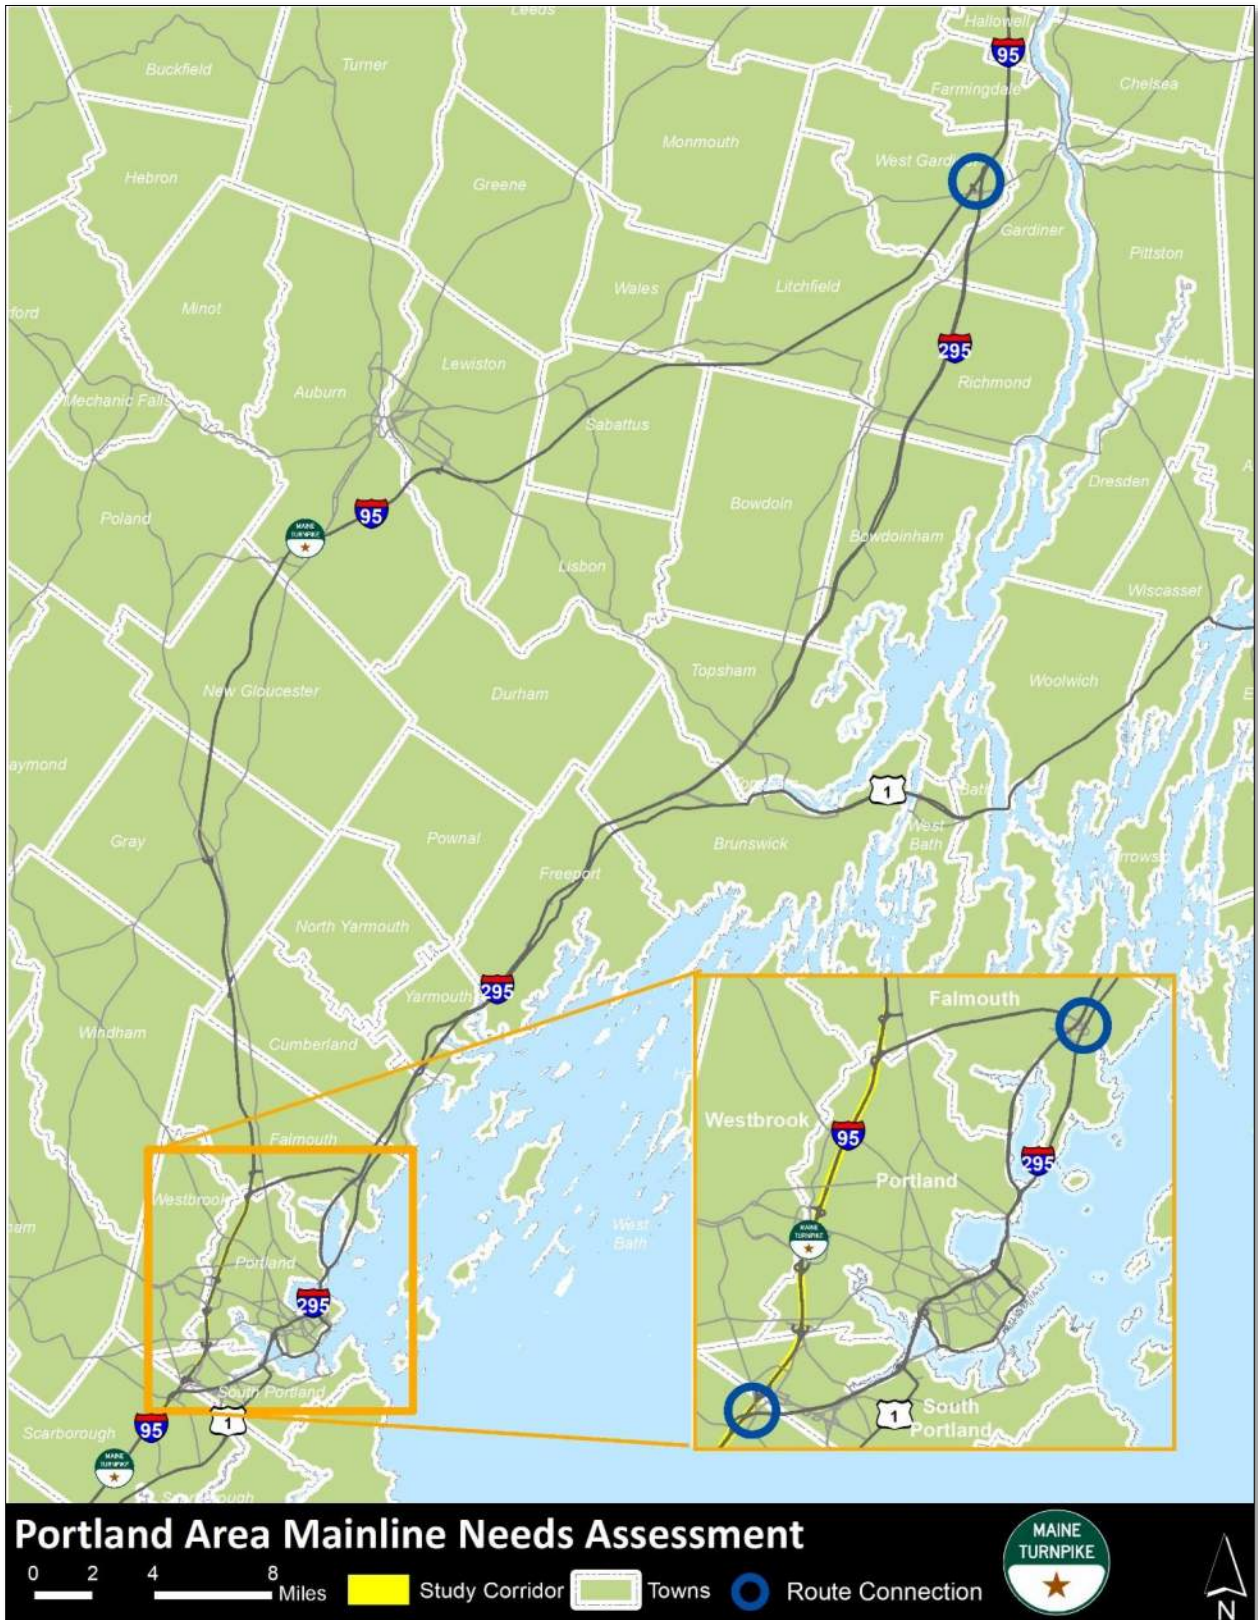 Leeds
Hallowell
95
Buckfield
Turner
Farmingdale
Chelsea
Monmouth
West
Hebron
Greene
Gardiner
Pittston
Wales
Litchfield
Minot
295
Richmond
Lewiston
Auburn
Mechanic Falls
Sabattus
Dresden
Bowdoin
95
Poland
MAINE
TURNPIKE
Bowdoinham
Lisbon
Wiscasset
Topsham
Woolwich
New Gloucester
Durham
1
Gray
Pownal
Brunswick
West
Bath
Freeport
North Yarmouth
Yarmouth
295
Windham
Cumberland
Falmouth
Westbrook
95
Portland
295
MAINE
TURNPIKE
1
South
Portland
Falmouth
Westbrook
West
Bath
Portland
295
South Portland
1
Scarborough
95
MAINE
TURNPIKE
Portland Area Mainline Needs Assessment
0 2 4 8
Miles
Study Corridor
Towns
Route Connection
MAINE
TURNPIKE
N